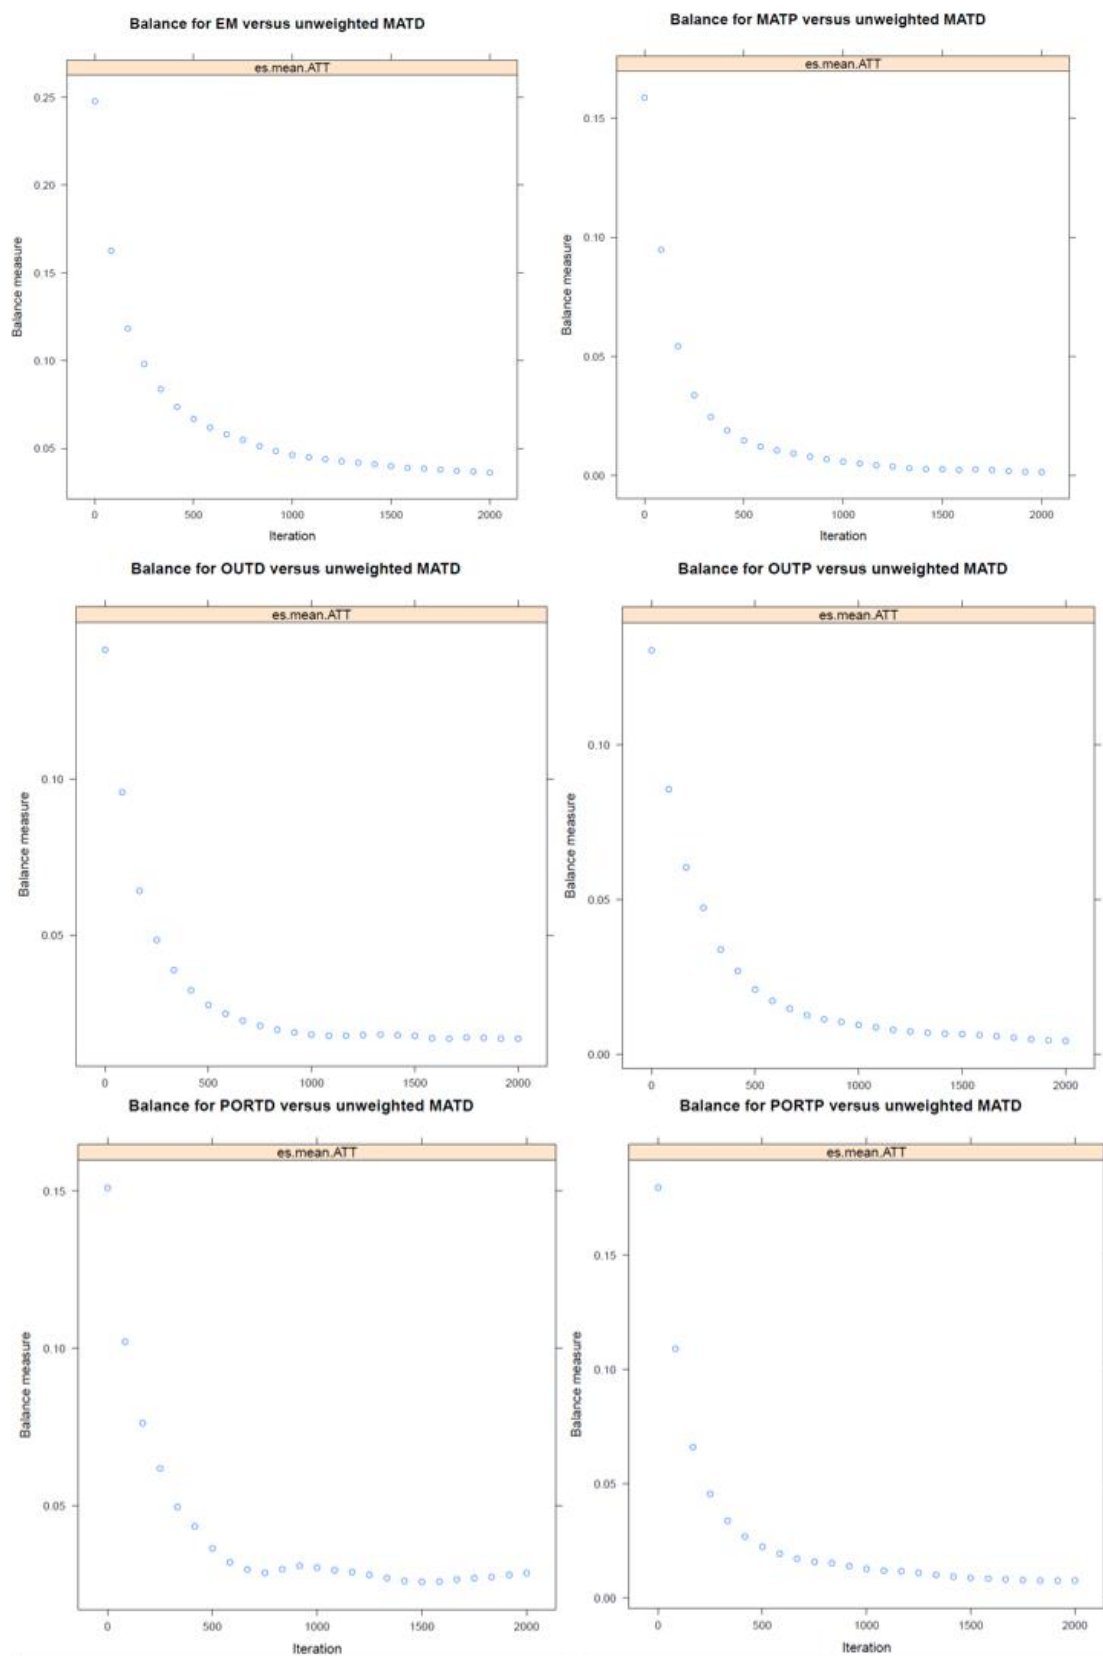 Balance for EM versus unweighted MATD
es.mean.ATT
0.25
0.20
0.15
0.10
0.05
Balance measure
0
500
1000
1500
2000
Iteration
Balance for MATP versus unweighted MATD
es.mean.ATT
0.15
0.10
0.05
0.00
Balance measure
0
500
1000
1500
2000
Iteration
Balance for OUTD versus unweighted MATD
es.mean.ATT
0.10
0.05
Balance measure
0
500
1000
1500
2000
Balance for OUTP versus unweighted MATD
es.mean.ATT
0.10
0.05
0.00
Balance measure
0
500
1000
1500
2000
Balance for PORTD versus unweighted MATD
es.mean.ATT
0.15
0.10
0.05
Balance measure
0
500
1000
1500
2000
Iteration
Balance for PORTP versus unweighted MATD
es.mean.ATT
0.15
0.10
0.05
0.00
Balance measure
0
500
1000
1500
2000
Iteration